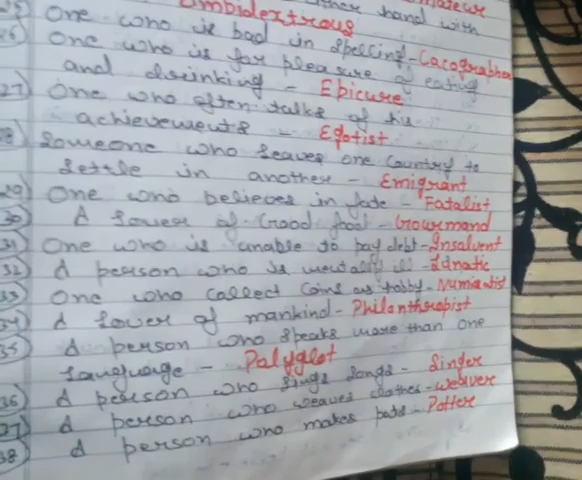 either hand with
25) Ambidextrous
One who is bad in spelling - Cacographer
26) One who is for pleasure of eating
and drinking - Epicure
27) One who often talks of his
achievements - Egotist
28) Someone who leaves one country to
settle in another - Emigrant
29) One who believes in fate - Fatalist
30) A lover of Good food - Gourmand
31) One who is unable to pay debt - Insolvent
32) A person who is mentally ill - Lunatic
33) One who collect Coins as hobby - Numismatist
34) A lover of mankind - Philanthropist
35) A person who speaks more than one
language - Polyglot
36) A person who sings songs - Singer
37) A person who weaves clothes - Weaver
38) A person who makes pots - Potter